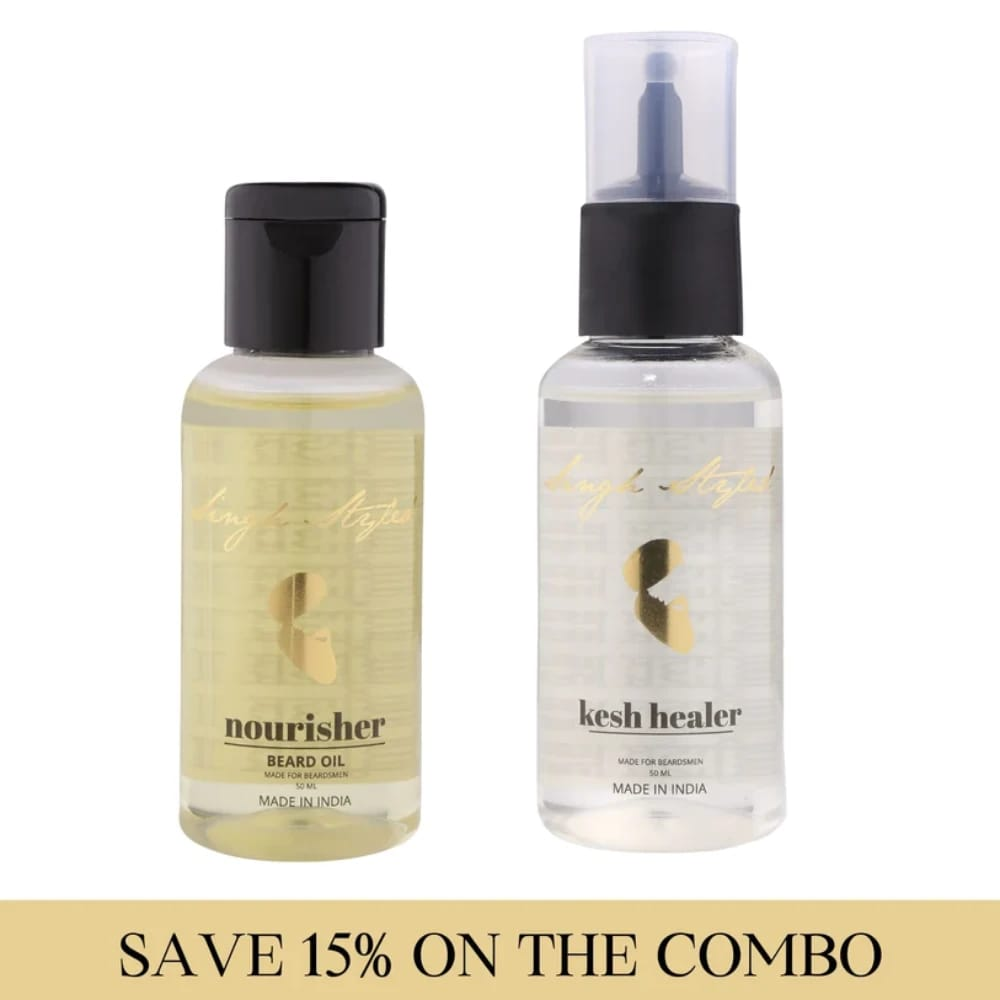 Singh Styled
nourisher
BEARD OIL
MADE FOR BEARDSMEN
50 ML
MADE IN INDIA
Singh Styled
kesh healer
MADE FOR BEARDSMEN
50 ML
MADE IN INDIA
SAVE 15% ON THE COMBO